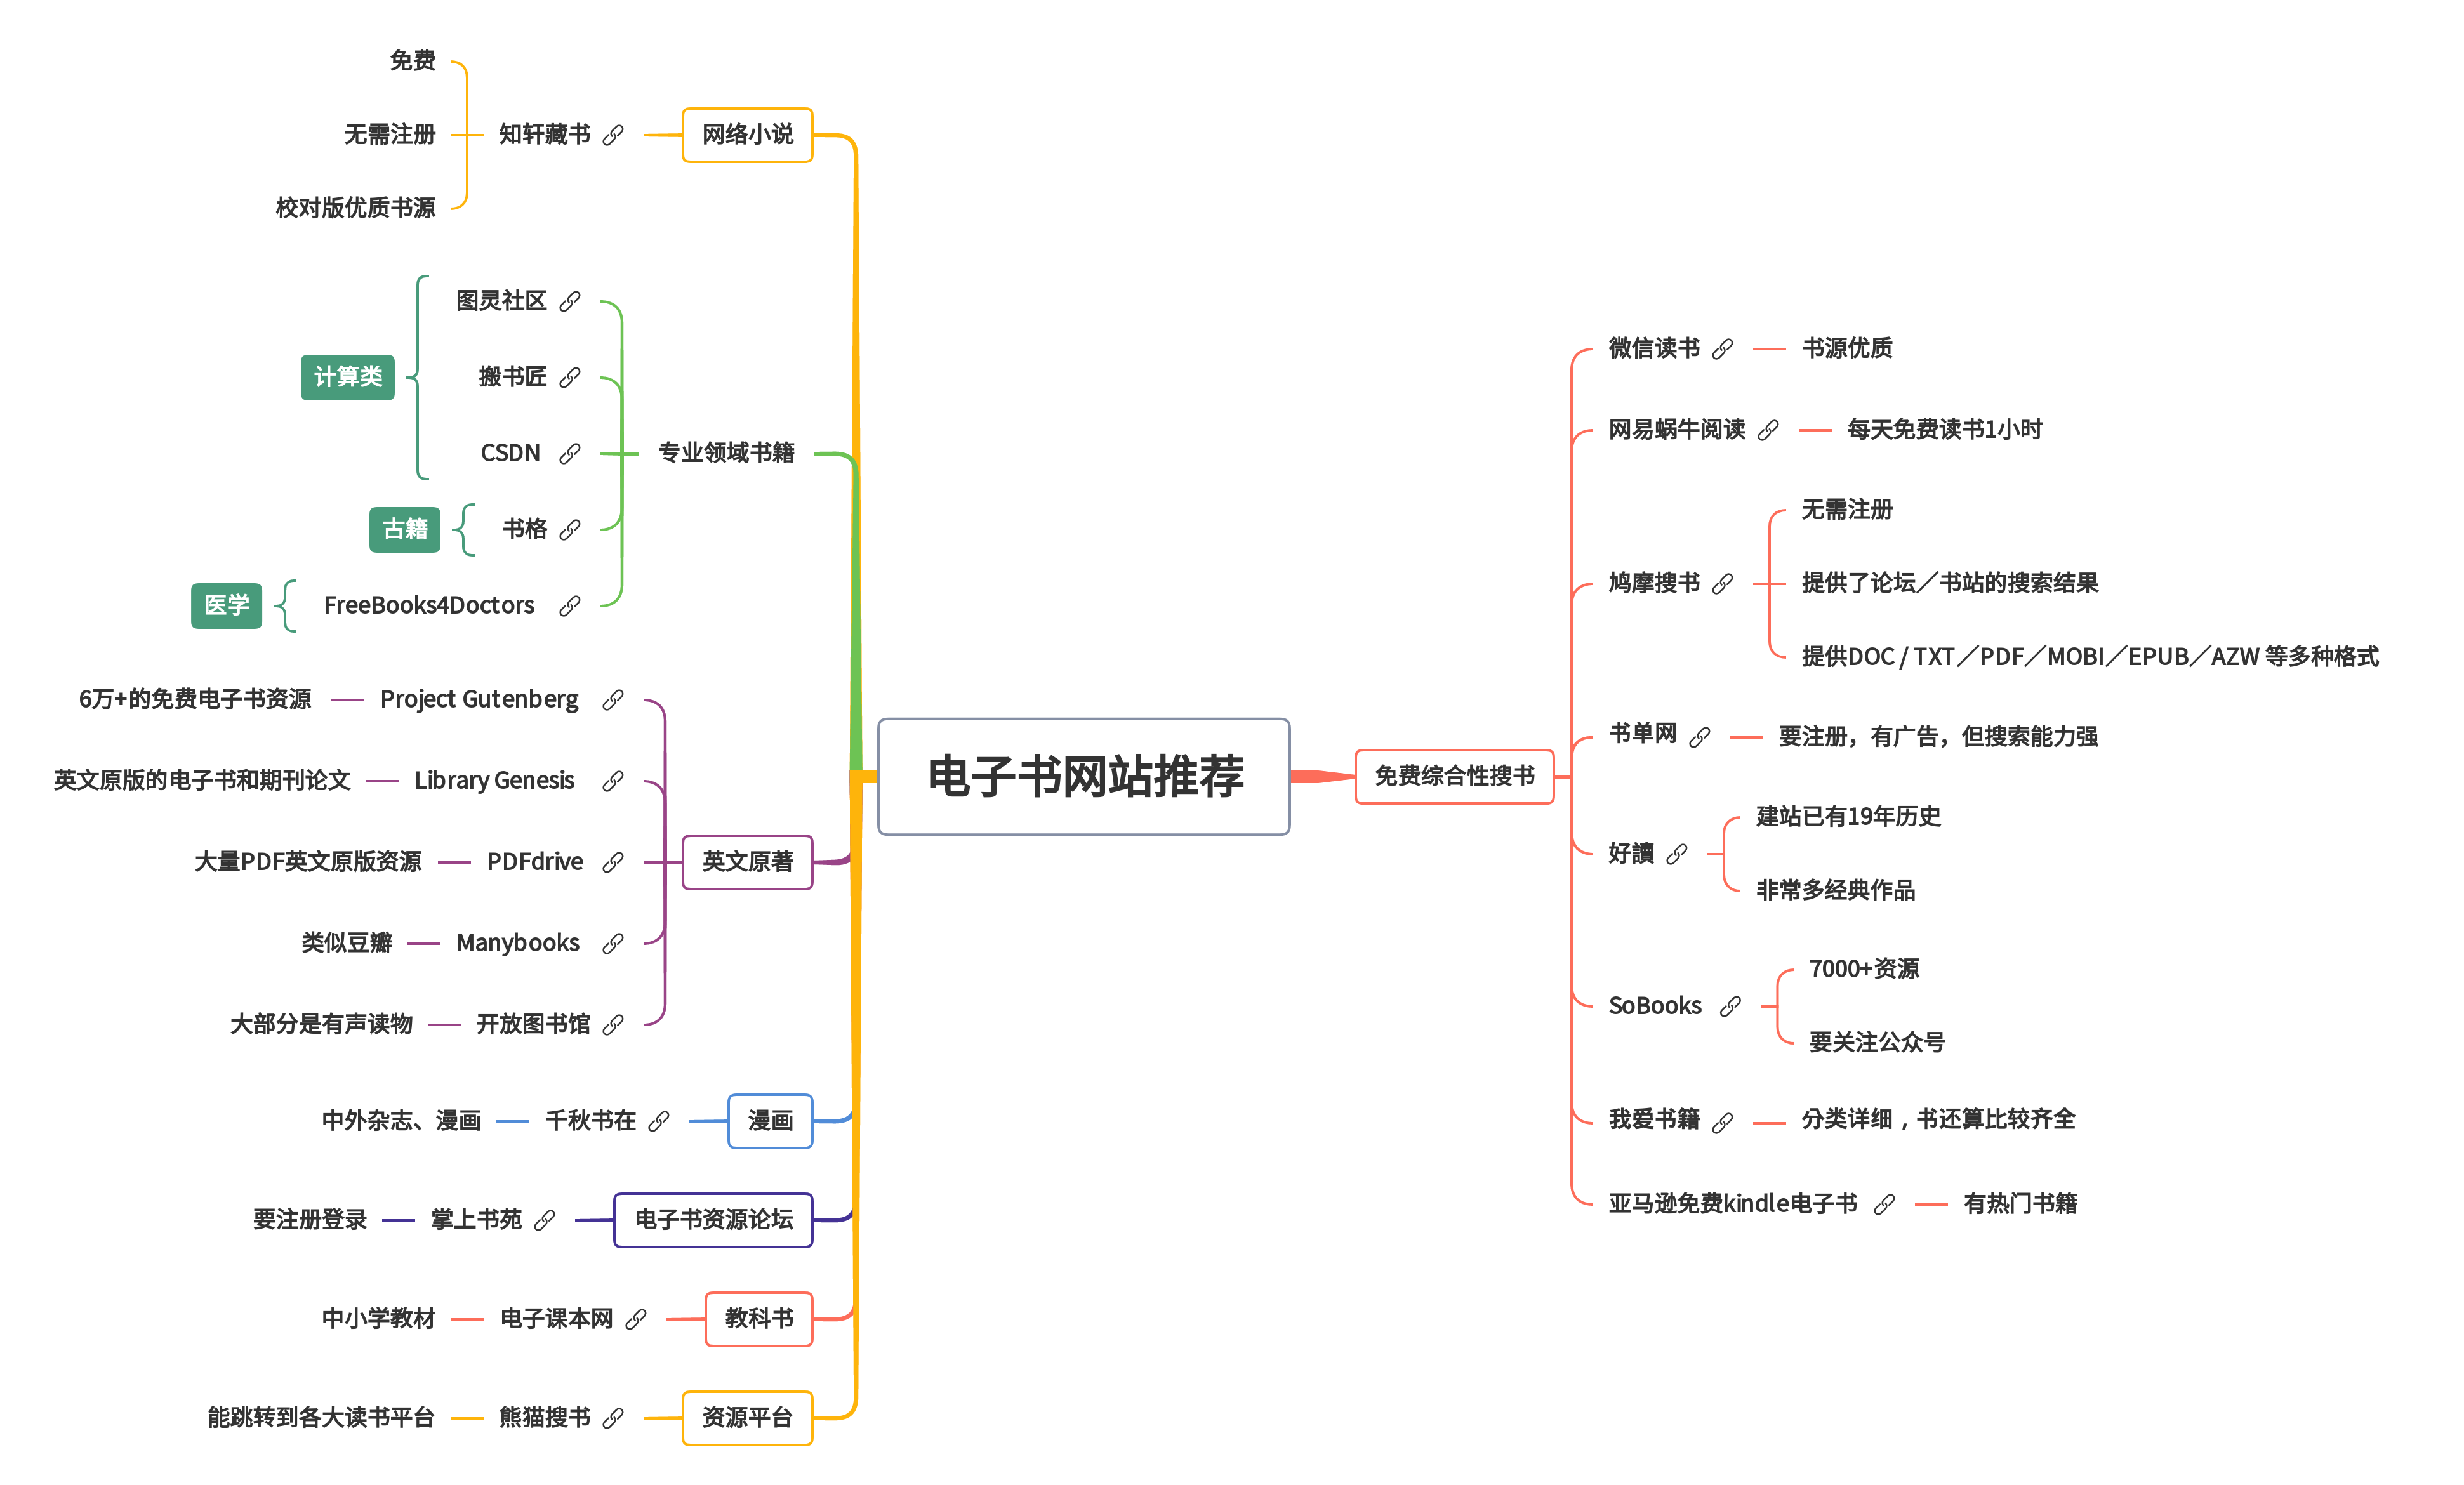 电子书网站推荐
免费综合性搜书
微信读书
书源优质
网易蜗牛阅读
每天免费读书1小时
鸠摩搜书
无需注册
提供了论坛／书站的搜索结果
提供DOC / TXT／PDF／MOBI／EPUB／AZW 等多种格式
书单网
要注册，有广告，但搜索能力强
好讀
建站已有19年历史
非常多经典作品
SoBooks
7000+资源
要关注公众号
我爱书籍
分类详细，书还算比较齐全
亚马逊免费kindle电子书
有热门书籍
网络小说
知轩藏书
免费
无需注册
校对版优质书源
专业领域书籍
图灵社区
搬书匠
CSDN
计算类
书格
古籍
FreeBooks4Doctors
医学
英文原著
Project Gutenberg
6万+的免费电子书资源
Library Genesis
英文原版的电子书和期刊论文
PDFdrive
大量PDF英文原版资源
Manybooks
类似豆瓣
开放图书馆
大部分是有声读物
漫画
千秋书在
中外杂志、漫画
电子书资源论坛
掌上书苑
要注册登录
教科书
电子课本网
中小学教材
资源平台
熊猫搜书
能跳转到各大读书平台